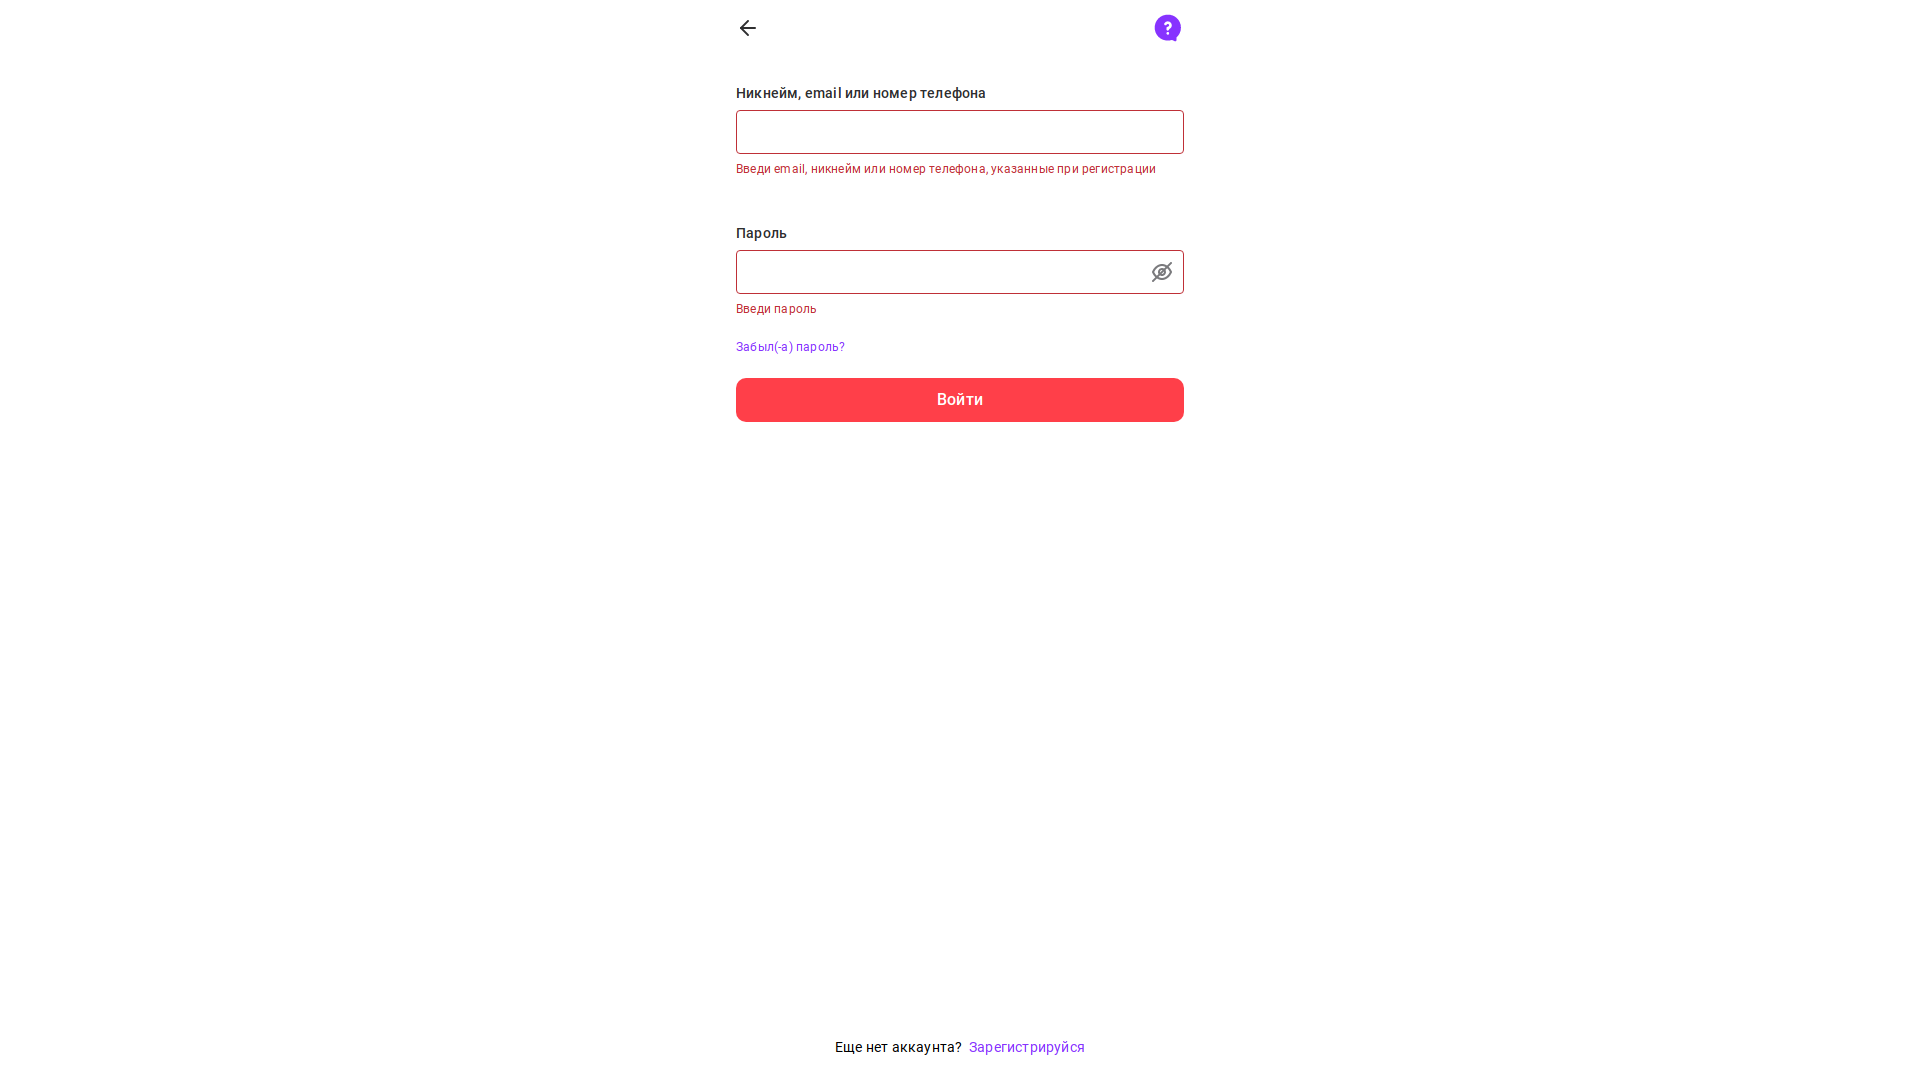 Никнейм, email или номер телефона
Введи email, никнейм или номер телефона, указанные при регистрации
Пароль
Введи пароль
Забыл(-а) пароль?
Войти
Еще нет аккаунта? Зарегистрируйся